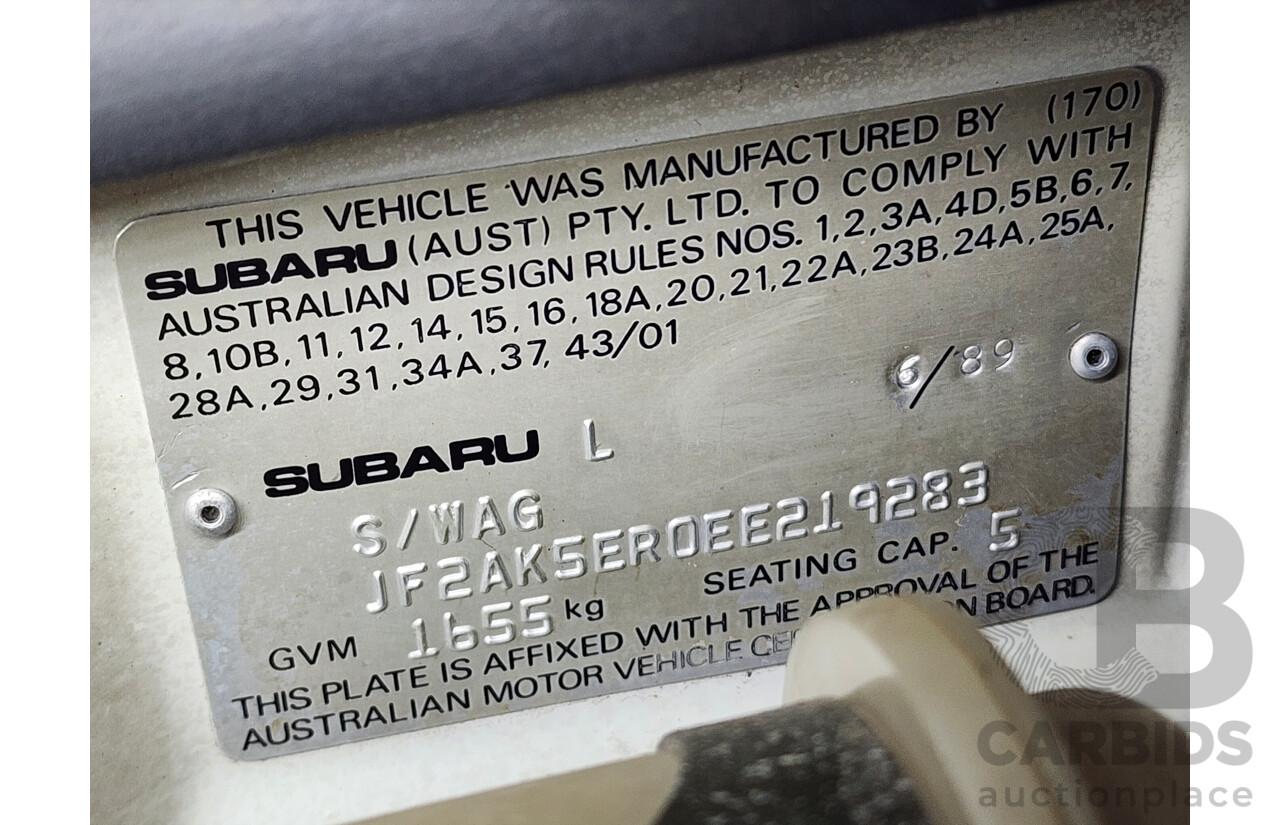 THIS VEHICLE WAS MANUFACTURED BY (170)
SUBARU (AUST) PTY. LTD. TO COMPLY WITH
AUSTRALIAN DESIGN RULES NOS. 1,2,3A,4D,5B,6,7,
8,10B,11,12,14,15,16,18A,20,21,22A,23B,24A,25A,
28A,29,31,34A,37,43/01
6/89
SUBARU L
S/WAG
JF2AK5ER0EE219283
GVM 1655 kg SEATING CAP. 5
THIS PLATE IS AFFIXED WITH THE APPROVAL OF THE
AUSTRALIAN MOTOR VEHICLE BOARD.
B
CARBIDS
auctionplace